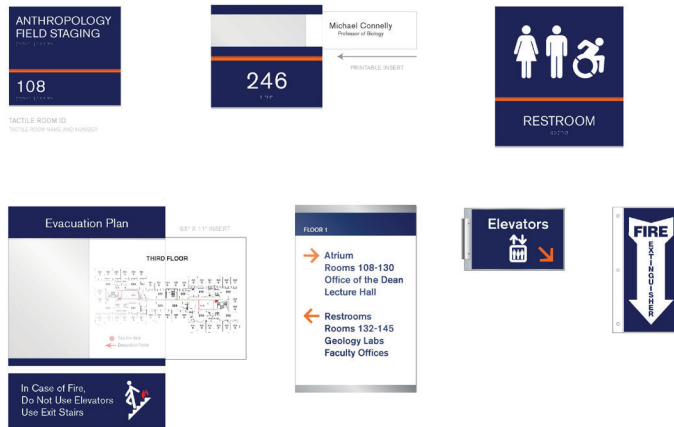 ANTHROPOLOGY
FIELD STAGING
108
TACTILE ROOM ID
TACTILE ROOM NAME AND NUMBER
Michael Connelly
Professor of Biology
PRINTABLE INSERT
246
RESTROOM
Evacuation Plan
8.5" X 11" INSERT
THIRD FLOOR
In Case of Fire,
Do Not Use Elevators
Use Exit Stairs
FLOOR 1
Atrium
Rooms 108-130
Office of the Dean
Lecture Hall
Restrooms
Rooms 132-145
Geology Labs
Faculty Offices
Elevators
FIRE
EXTINGUISHER